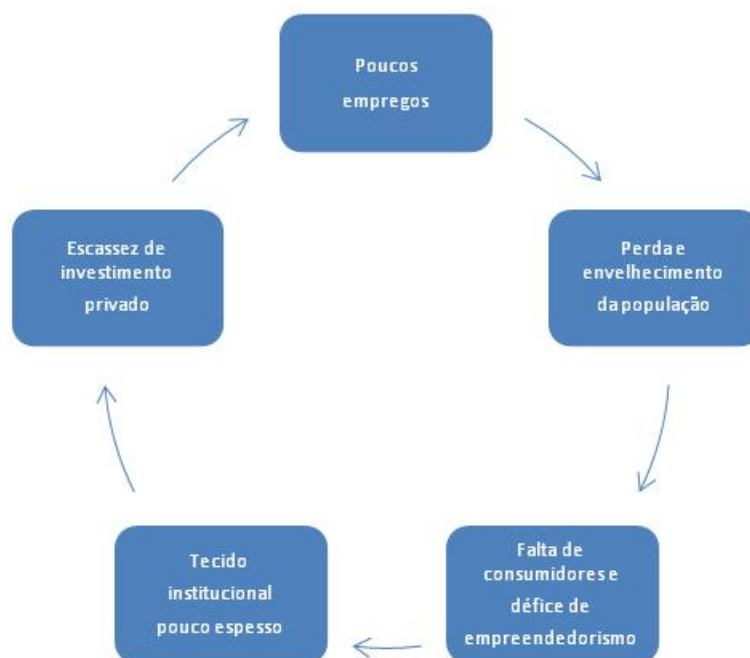 Poucos
empregos
Escassez de
investimento
privado
Perda e
envelhecimento
da população
Tecido
institucional
pouco espesso
Falta de
consumidores e
défice de
empreendedorismo